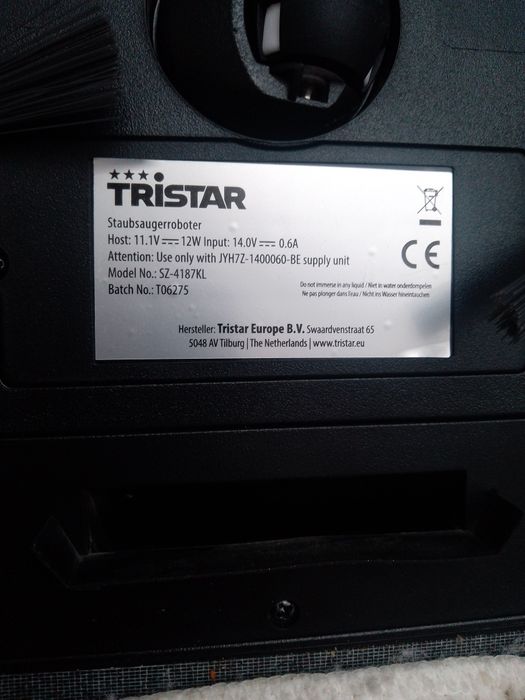 TRiSTAR
Staubsaugerroboter
Host: 11.1V⎓12W Input: 14.0V⎓0.6A
Attention: Use only with JYH7Z-1400060-BE supply unit
Model No.: SZ-4187KL
Batch No.: T06275
CE
Do not immerse in any liquid / Niet in water onderdompelen
Ne pas plonger dans l'eau / Nicht ins Wasser hineintauchen
Hersteller: Tristar Europe B.V. Swaardvenstraat 65
5048 AV Tilburg | The Netherlands | www.tristar.eu